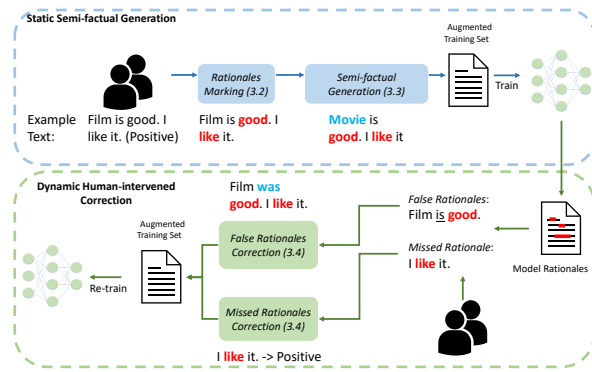 Static Semi-factual Generation
Augmented
Training Set
Rationales
Marking (3.2)
Semi-factual
Generation (3.3)
Train
Example
Text:
Film is good. I
like it. (Positive)
Film is good. I
like it.
Movie is
good. I like it
Dynamic Human-intervened
Correction
Film was
good. I like it.
False Rationales:
Film is good.
Augmented
Training Set
False Rationales
Correction (3.4)
Missed Rationale:
I like it.
Model Rationales
Re-train
Missed Rationales
Correction (3.4)
I like it. -> Positive